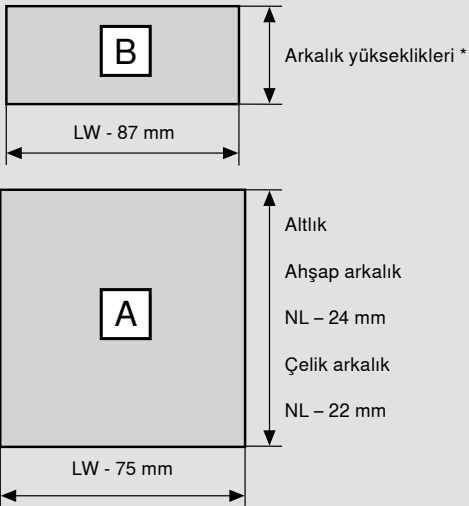 B
Arkalık yükseklikleri *
LW - 87 mm
A
Altlık
Ahşap arkalık
NL – 24 mm
Çelik arkalık
NL – 22 mm
LW - 75 mm